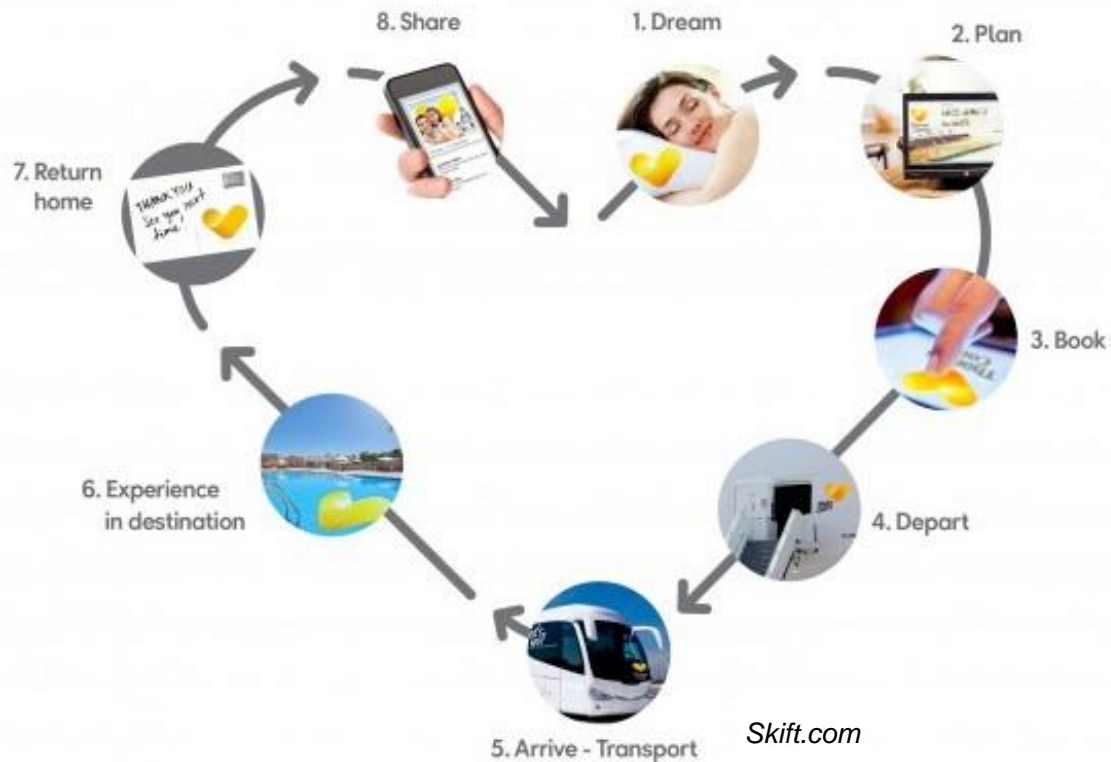 8. Share
1. Dream
2. Plan
7. Return
home
THANK YOU
See you next
time!
3. Book
6. Experience
in destination
4. Depart
5. Arrive - Transport
Skift.com